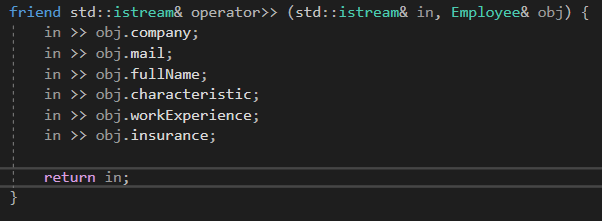 friend std::istream& operator>> (std::istream& in, Employee& obj) {
    in >> obj.company;
    in >> obj.mail;
    in >> obj.fullName;
    in >> obj.characteristic;
    in >> obj.workExperience;
    in >> obj.insurance;

    return in;
}